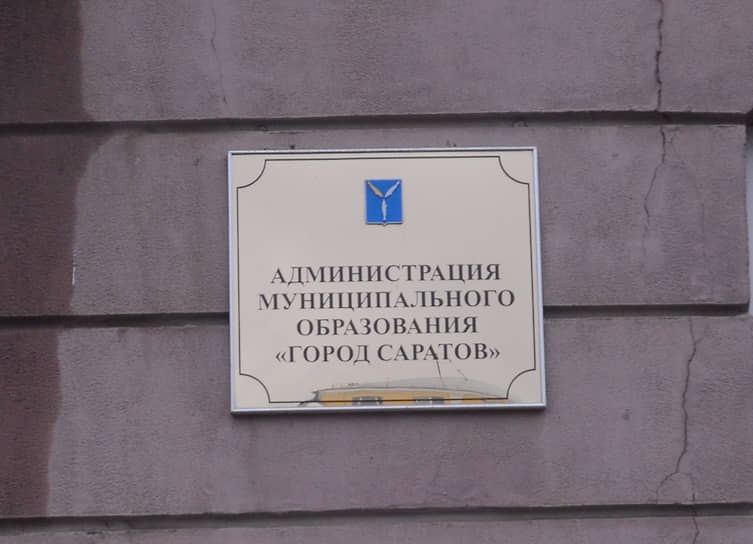 АДМИНИСТРАЦИЯ
МУНИЦИПАЛЬНОГО
ОБРАЗОВАНИЯ
«ГОРОД САРАТОВ»